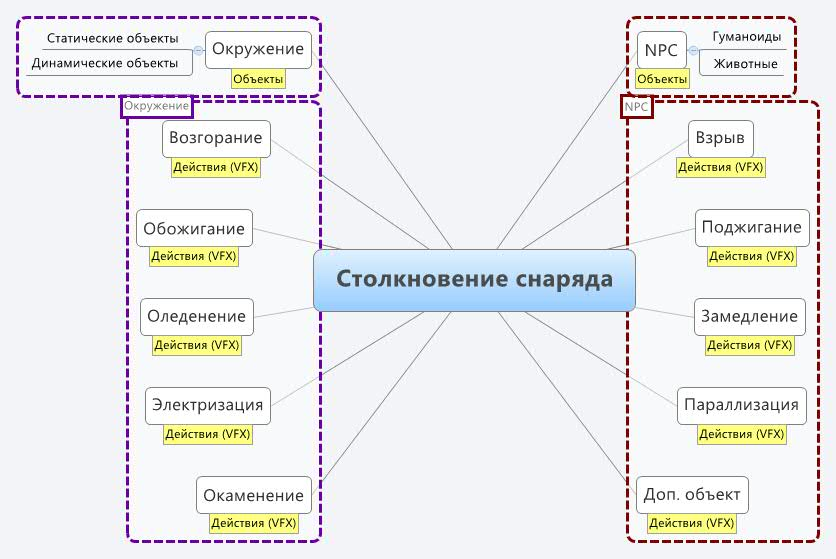 Статические объекты
Динамические объекты
Окружение
Объекты
Окружение
Возгорание
Действия (VFX)
Обожигание
Действия (VFX)
Оледенение
Действия (VFX)
Электризация
Действия (VFX)
Окаменение
Действия (VFX)
Столкновение снаряда
NPC
Объекты
Гуманоиды
Животные
NPC
Взрыв
Действия (VFX)
Поджигание
Действия (VFX)
Замедление
Действия (VFX)
Параллизация
Действия (VFX)
Доп. объект
Действия (VFX)